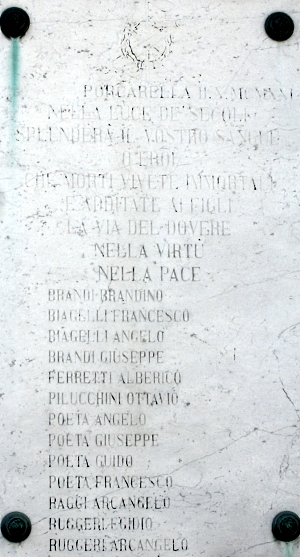 PORCARELLA
NELLA LUCE DE' SECOLI
SPLENDERÀ IL VOSTRO SANGUE
O EROI
CHE MORTI VIVETE IMMORTALI
E ADDITATE AI FIGLI
LA VIA DEL DOVERE
NELLA VIRTÙ
NELLA PACE
BRANDI BRANDINO
BIAGELLI FRANCESCO
BIAGELLI ANGELO
BRANDI GIUSEPPE
FERRETTI ALBERICO
PILUCCHINI OTTAVIO
POETA ANGELO
POETA GIUSEPPE
POETA GUIDO
POETA FRANCESCO
RAGGI ARCANGELO
RUGGERI EGIDIO
RUGGERI ARCANGELO